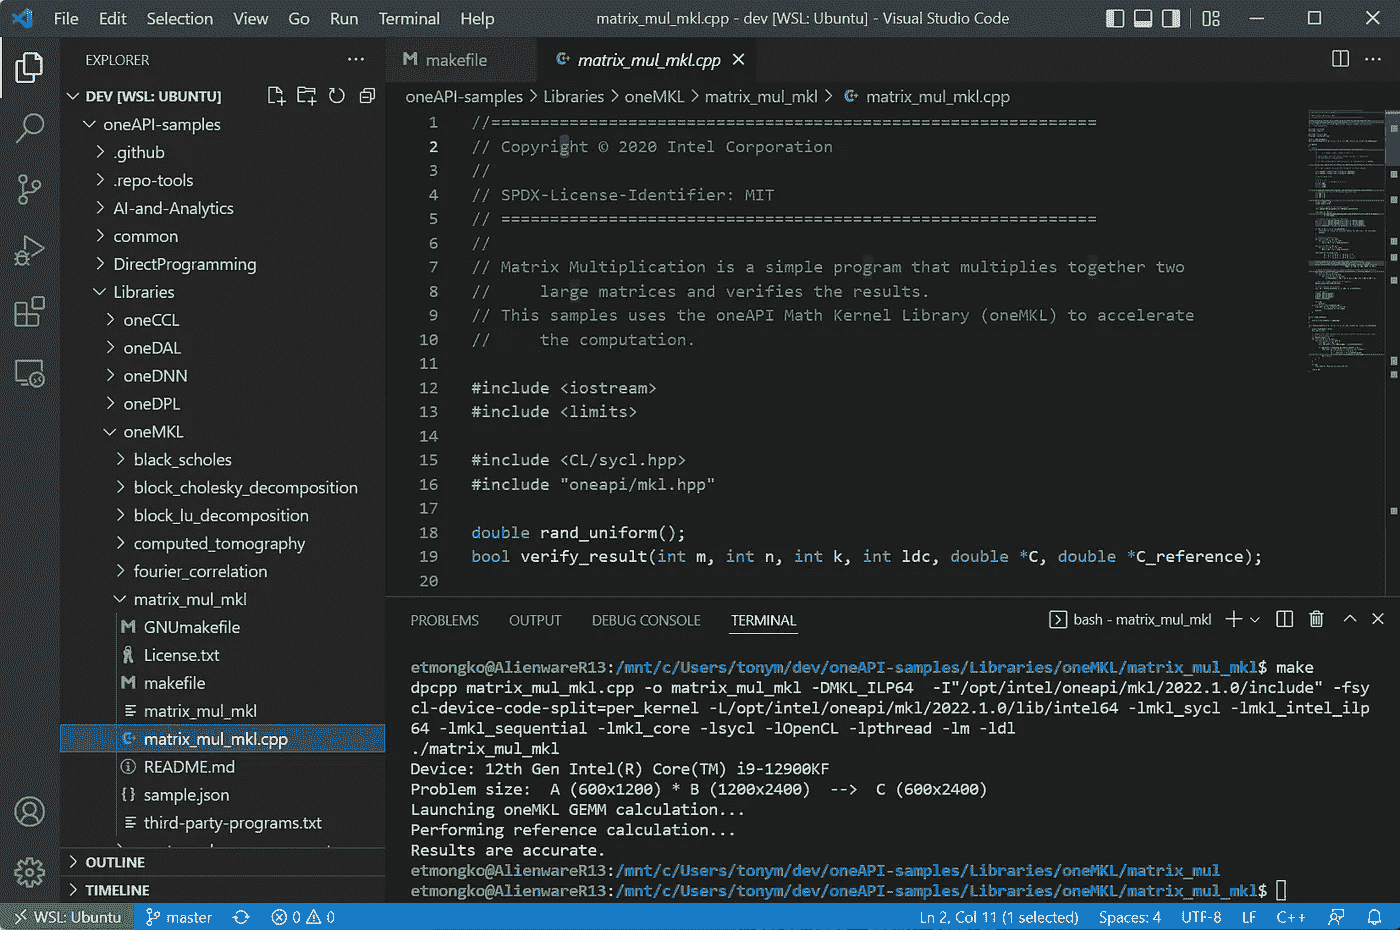 File Edit Selection View Go Run Terminal Help
matrix_mul_mkl.cpp - dev [WSL: Ubuntu] - Visual Studio Code
EXPLORER
DEV [WSL: UBUNTU]
oneAPI-samples
.github
.repo-tools
AI-and-Analytics
common
DirectProgramming
Libraries
oneCCL
oneDAL
oneDNN
oneDPL
oneMKL
black_scholes
block_cholesky_decomposition
block_lu_decomposition
computed_tomography
fourier_correlation
matrix_mul_mkl
GNUmakefile
License.txt
makefile
matrix_mul_mkl
matrix_mul_mkl.cpp
README.md
sample.json
third-party-programs.txt
OUTLINE
TIMELINE
makefile
matrix_mul_mkl.cpp
oneAPI-samples > Libraries > oneMKL > matrix_mul_mkl > matrix_mul_mkl.cpp
1 //==============================================================
2 // Copyright © 2020 Intel Corporation
3 //
4 // SPDX-License-Identifier: MIT
5 // =============================================================
6 //
7 // Matrix Multiplication is a simple program that multiplies together two
8 //     large matrices and verifies the results.
9 // This samples uses the oneAPI Math Kernel Library (oneMKL) to accelerate
10 //     the computation.
11
12 #include <iostream>
13 #include <limits>
14
15 #include <CL/sycl.hpp>
16 #include "oneapi/mkl.hpp"
17
18 double rand_uniform();
19 bool verify_result(int m, int n, int k, int ldc, double *C, double *C_reference);
20
PROBLEMS OUTPUT DEBUG CONSOLE TERMINAL
bash - matrix_mul_mkl
etmongko@AlienwareR13:/mnt/c/Users/tonym/dev/oneAPI-samples/Libraries/oneMKL/matrix_mul_mkl$ make
dpcpp matrix_mul_mkl.cpp -o matrix_mul_mkl -DMKL_ILP64  -I"/opt/intel/oneapi/mkl/2022.1.0/include" -fsy
cl-device-code-split=per_kernel -L/opt/intel/oneapi/mkl/2022.1.0/lib/intel64 -lmkl_sycl -lmkl_intel_ilp
64 -lmkl_sequential -lmkl_core -lsycl -lOpenCL -lpthread -lm -ldl
./matrix_mul_mkl
Device: 12th Gen Intel(R) Core(TM) i9-12900KF
Problem size:  A (600x1200) * B (1200x2400)  -->  C (600x2400)
Launching oneMKL GEMM calculation...
Performing reference calculation...
Results are accurate.
etmongko@AlienwareR13:/mnt/c/Users/tonym/dev/oneAPI-samples/Libraries/oneMKL/matrix_mul
etmongko@AlienwareR13:/mnt/c/Users/tonym/dev/oneAPI-samples/Libraries/oneMKL/matrix_mul_mkl$
WSL: Ubuntu master 0 0 Ln 2, Col 11 (1 selected) Spaces: 4 UTF-8 LF C++